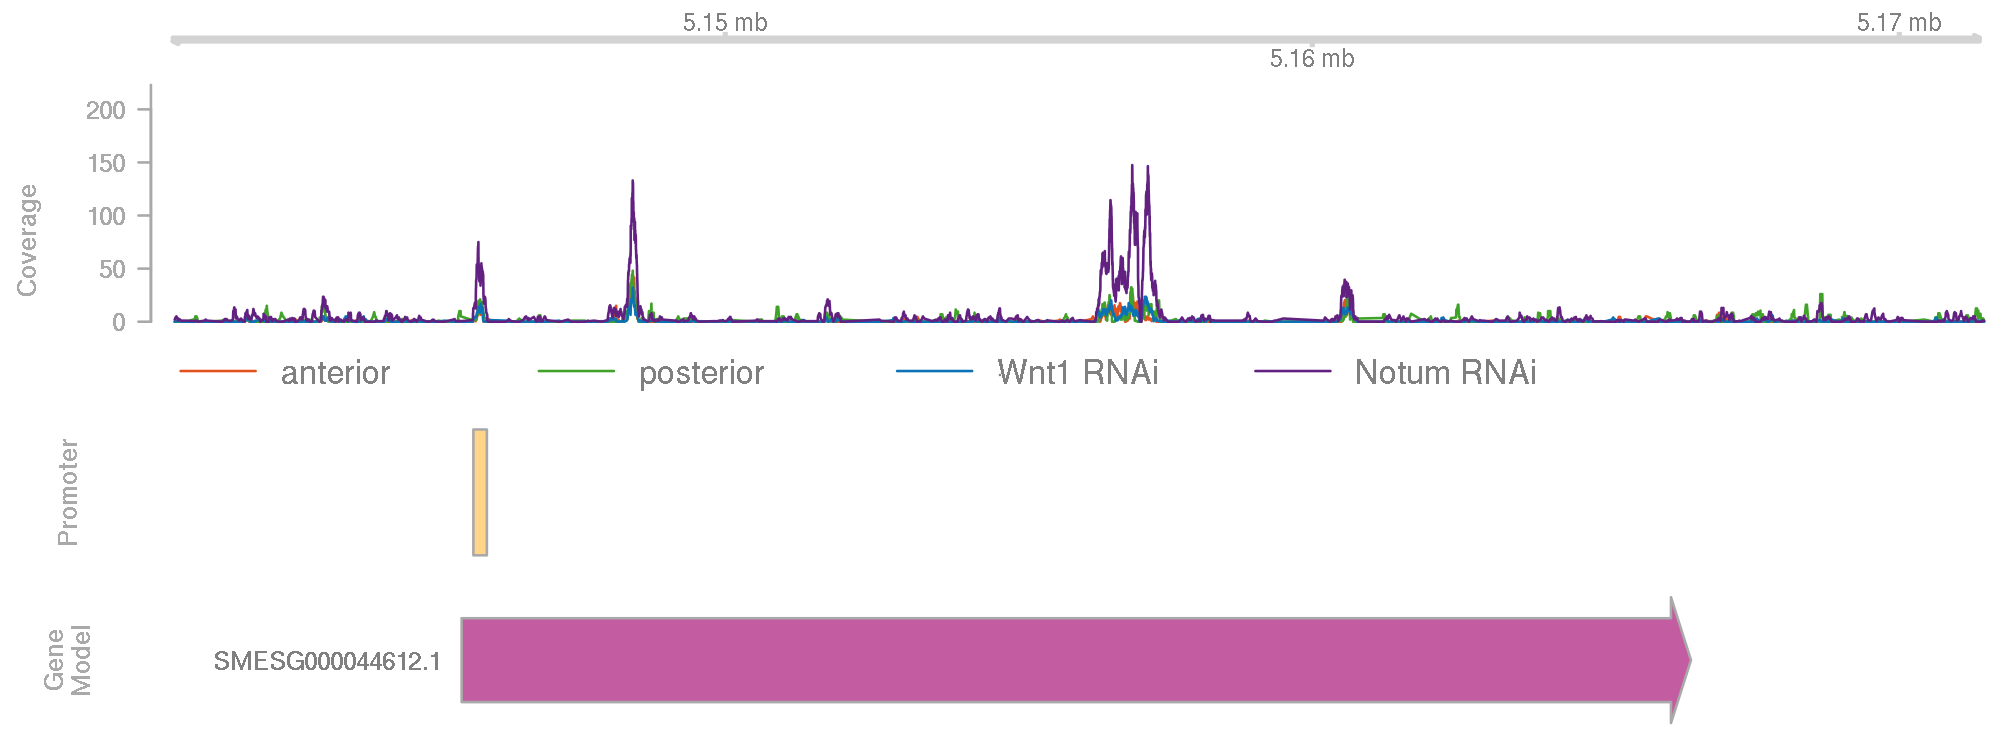 5.15 mb
5.17 mb
5.16 mb
Coverage
200
150
100
50
0
anterior
posterior
Wnt1 RNAi
Notum RNAi
Promoter
Gene
Model
SMESG000044612.1